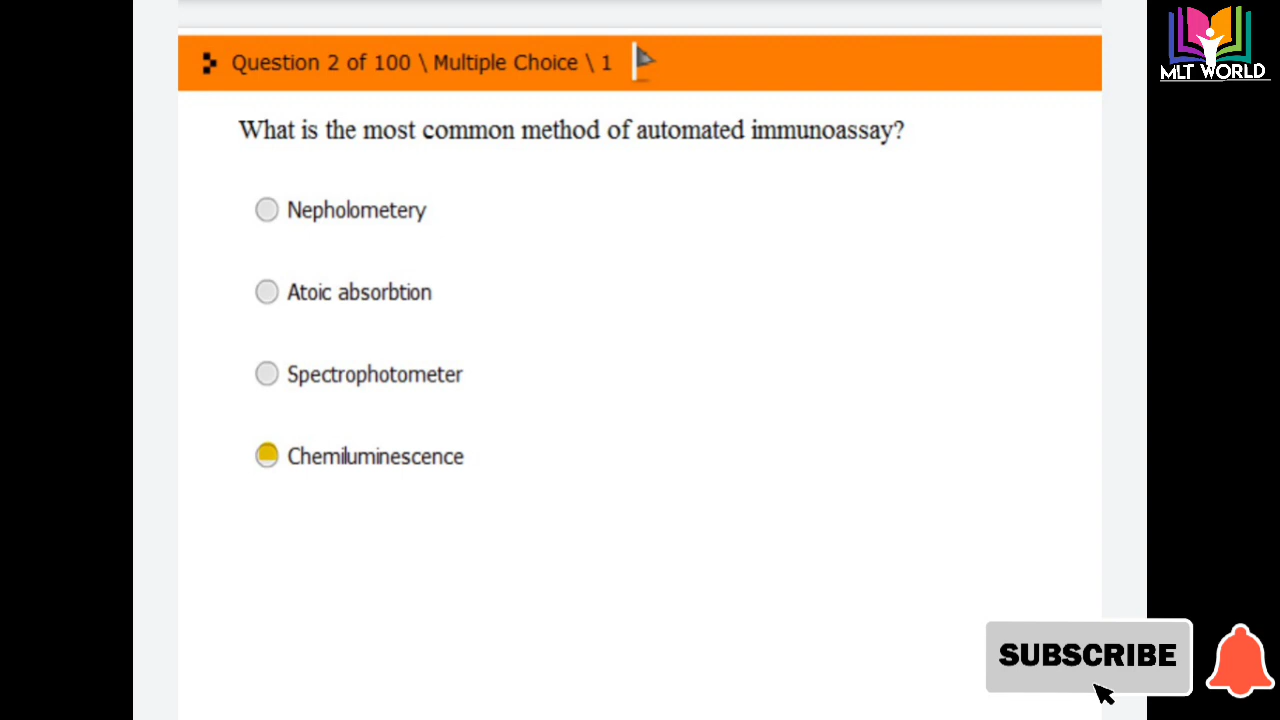 MLT WORLD
Question 2 of 100 \ Multiple Choice \ 1
What is the most common method of automated immunoassay?
Nepholometery
Atoic absorbtion
Spectrophotometer
Chemiluminescence
SUBSCRIBE